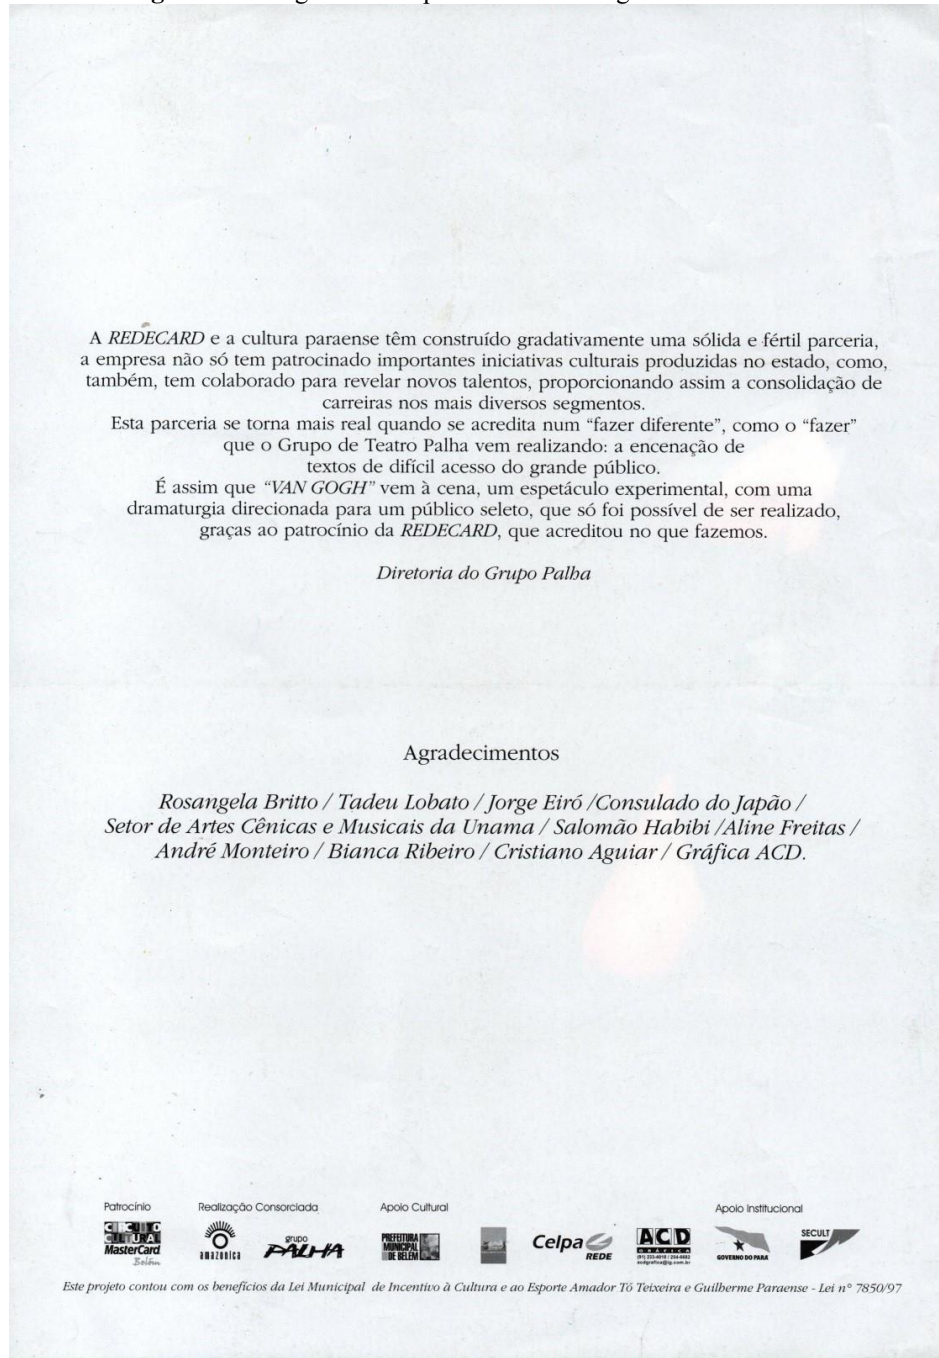 A REDECARD e a cultura paraense têm construído gradativamente uma sólida e fértil parceria,
a empresa não só tem patrocinado importantes iniciativas culturais produzidas no estado, como,
também, tem colaborado para revelar novos talentos, proporcionando assim a consolidação de
carreiras nos mais diversos segmentos.
Esta parceria se torna mais real quando se acredita num “fazer diferente”, como o “fazer”
que o Grupo de Teatro Palha vem realizando: a encenação de
textos de difícil acesso do grande público.
É assim que “VAN GOGH” vem à cena, um espetáculo experimental, com uma
dramaturgia direcionada para um público seleto, que só foi possível de ser realizado,
graças ao patrocínio da REDECARD, que acreditou no que fazemos.
Diretoria do Grupo Palha
Agradecimentos
Rosangela Britto / Tadeu Lobato / Jorge Eiró /Consulado do Japão /
Setor de Artes Cênicas e Musicais da Unama / Salomão Habibi /Aline Freitas /
André Monteiro / Bianca Ribeiro / Cristiano Aguiar / Gráfica ACD.
Patrocínio
CIRCUITO
CULTURAL
MasterCard
Belém
Realização Consorciada
amazonica
grupo
PALHA
Apoio Cultural
PREFEITURA
MUNICIPAL
DE BELÉM
Celpa
REDE
ACD
GRÁFICA
Apoio Institucional
GOVERNO DO PARÁ
SECULT
Este projeto contou com os benefícios da Lei Municipal de Incentivo à Cultura e ao Esporte Amador Tó Teixeira e Guilherme Paraense - Lei n° 7850/97